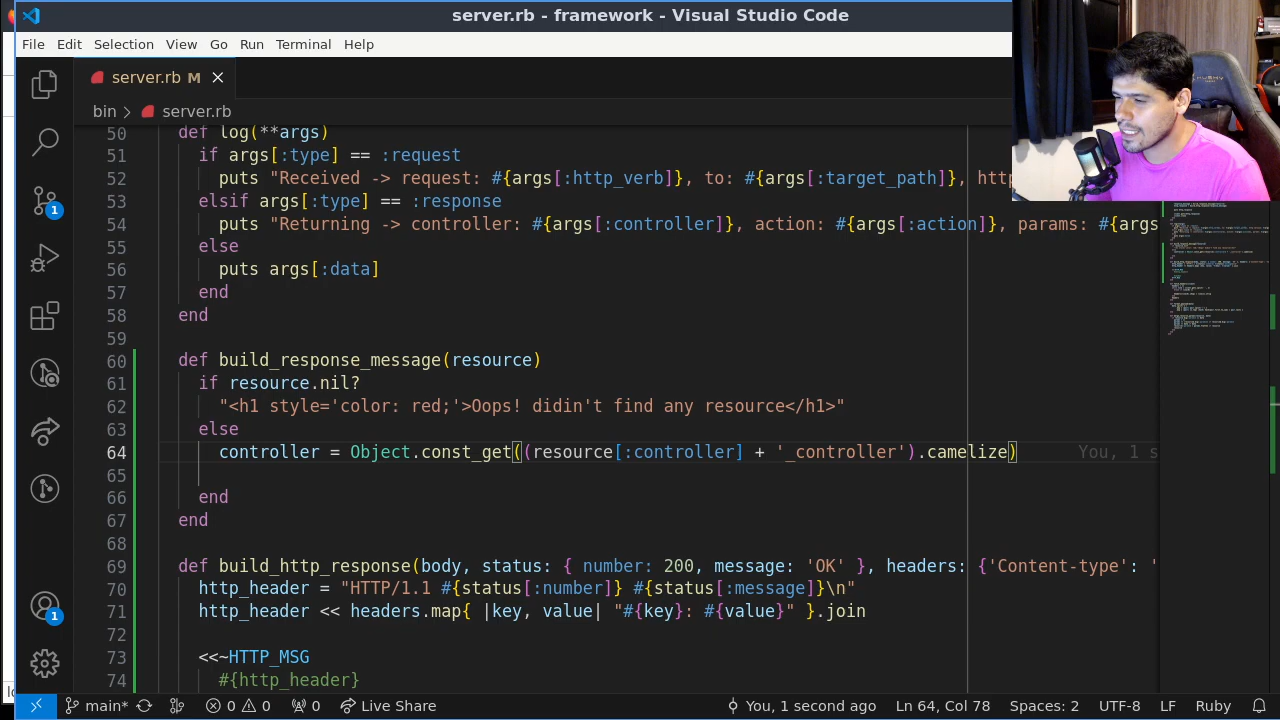 server.rb - framework - Visual Studio Code
File Edit Selection View Go Run Terminal Help
server.rb M
bin > server.rb
50 def log(**args)
51 if args[:type] == :request
52 puts "Received -> request: #{args[:http_verb]}, to: #{args[:target_path]}, http
53 elsif args[:type] == :response
54 puts "Returning -> controller: #{args[:controller]}, action: #{args[:action]}, params: #{args
55 else
56 puts args[:data]
57 end
58 end
59
60 def build_response_message(resource)
61 if resource.nil?
62 "<h1 style='color: red;'>Oops! didin't find any resource</h1>"
63 else
64 controller = Object.const_get((resource[:controller] + '_controller').camelize) You, 1 s
65
66 end
67 end
68
69 def build_http_response(body, status: { number: 200, message: 'OK' }, headers: {'Content-type': '
70 http_header = "HTTP/1.1 #{status[:number]} #{status[:message]}\n"
71 http_header << headers.map{ |key, value| "#{key}: #{value}" }.join
72
73 <<~HTTP_MSG
74 #{http_header}
1
1
main* 0 0 0 Live Share You, 1 second ago Ln 64, Col 78 Spaces: 2 UTF-8 LF Ruby